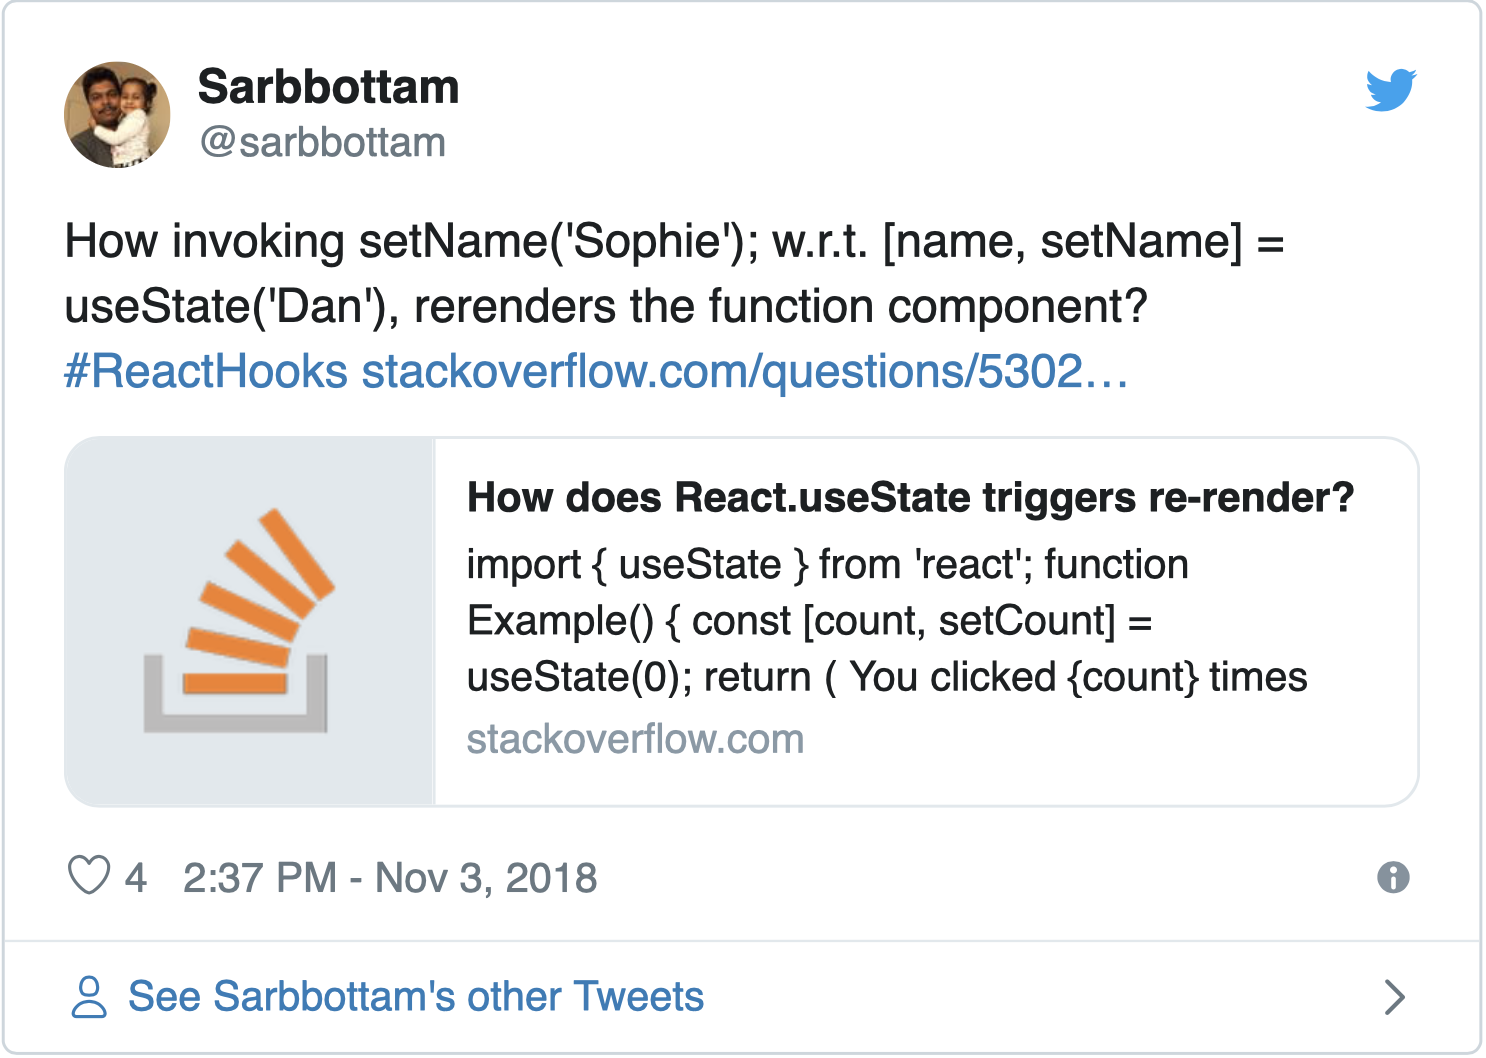 Sarbbottam
@sarbbottam
How invoking setName('Sophie'); w.r.t. [name, setName] =
useState('Dan'), rerenders the function component?
#ReactHooks stackoverflow.com/questions/5302…
How does React.useState triggers re-render?
import { useState } from 'react'; function
Example() { const [count, setCount] =
useState(0); return ( You clicked {count} times
stackoverflow.com
4 2:37 PM - Nov 3, 2018
See Sarbbottam's other Tweets